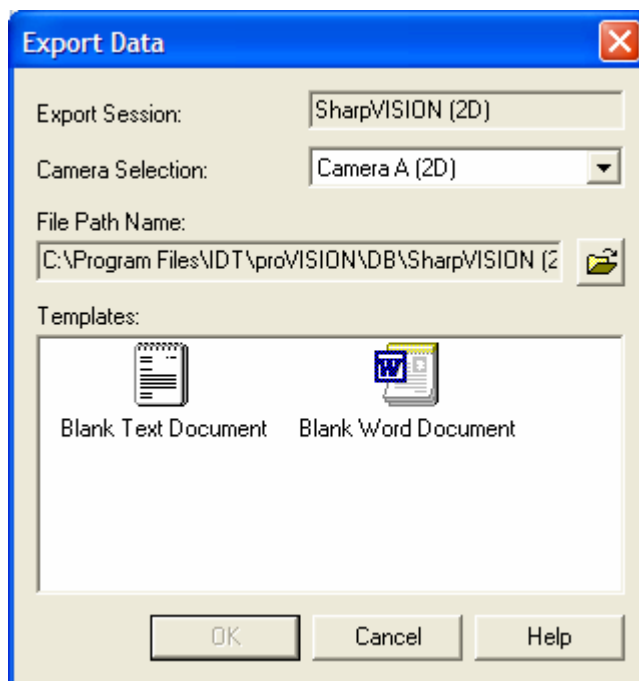 Export Data
Export Session: SharpVISION (2D)
Camera Selection: Camera A (2D)
File Path Name:
C:\Program Files\IDT\proVISION\DB\SharpVISION (2
Templates:
W
Blank Text Document Blank Word Document
OK Cancel Help